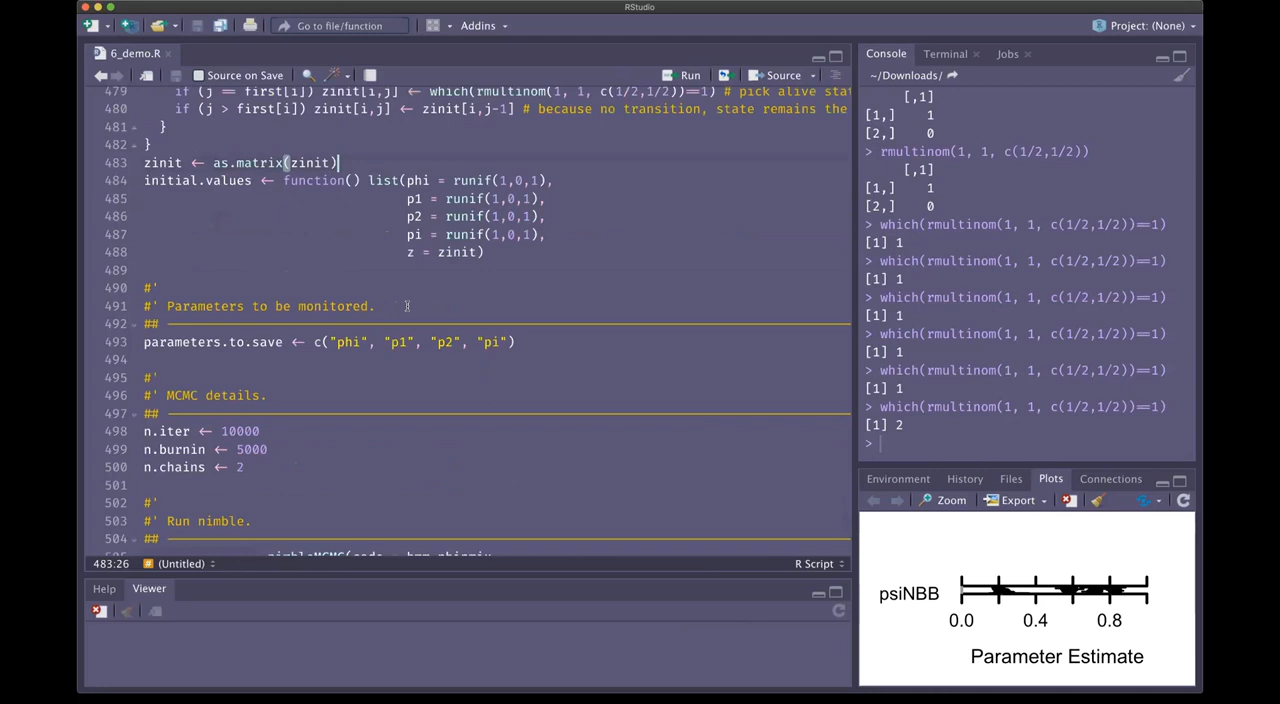 RStudio
Go to file/function
Addins
Project: (None)
6_demo.R
Source on Save
Run
Source
479 if (j == first[i]) zinit[i,j] ← which(rmultinom(1, 1, c(1/2,1/2))==1) # pick alive stat
480 if (j > first[i]) zinit[i,j] ← zinit[i,j-1] # because no transition, state remains the
481 }
482 }
483 zinit ← as.matrix(zinit)
484 initial.values ← function() list(phi = runif(1,0,1),
485 p1 = runif(1,0,1),
486 p2 = runif(1,0,1),
487 pi = runif(1,0,1),
488 z = zinit)
489
490 #'
491 #' Parameters to be monitored.
492 ##
493 parameters.to.save ← c("phi", "p1", "p2", "pi")
494
495 #'
496 #' MCMC details.
497 ##
498 n.iter ← 10000
499 n.burnin ← 5000
500 n.chains ← 2
501
502 #'
503 #' Run nimble.
504 ##
483:26
(Untitled)
R Script
Help
Viewer
Console
Terminal
Jobs
~/Downloads/
[,1]
[1,] 1
[2,] 0
> rmultinom(1, 1, c(1/2,1/2))
[,1]
[1,] 1
[2,] 0
> which(rmultinom(1, 1, c(1/2,1/2))==1)
[1] 1
> which(rmultinom(1, 1, c(1/2,1/2))==1)
[1] 1
> which(rmultinom(1, 1, c(1/2,1/2))==1)
[1] 1
> which(rmultinom(1, 1, c(1/2,1/2))==1)
[1] 1
> which(rmultinom(1, 1, c(1/2,1/2))==1)
[1] 1
> which(rmultinom(1, 1, c(1/2,1/2))==1)
[1] 2
>
Environment
History
Files
Plots
Connections
Zoom
Export
psiNBB
0.0 0.4 0.8
Parameter Estimate